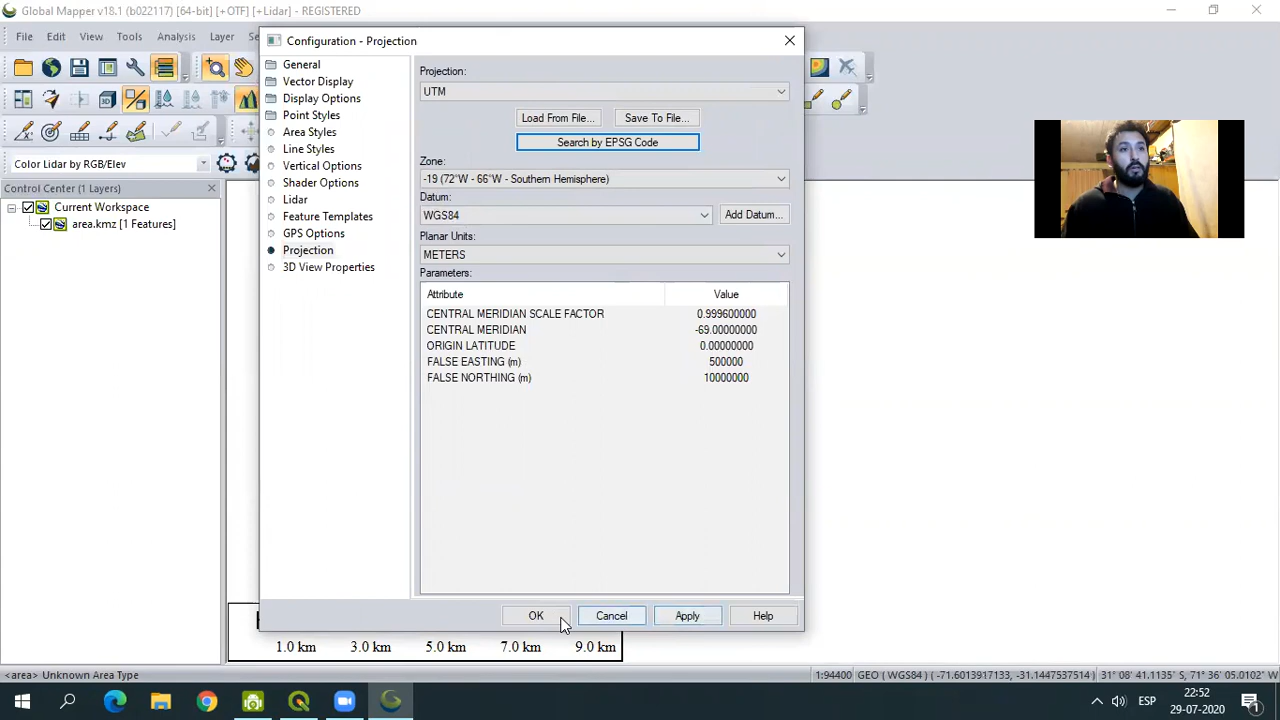 Global Mapper v18.1 (b022117) [64-bit] [+OTF] [+Lidar] - REGISTERED
File Edit View Tools Analysis Layer Se
Color Lidar by RGB/Elev
Control Center (1 Layers)
Current Workspace
area.kmz [1 Features]
Configuration - Projection
General
Vector Display
Display Options
Point Styles
Area Styles
Line Styles
Vertical Options
Shader Options
Lidar
Feature Templates
GPS Options
Projection
3D View Properties
Projection:
UTM
Load From File... Save To File...
Search by EPSG Code
Zone:
-19 (72°W - 66°W - Southern Hemisphere)
Datum:
WGS84 Add Datum...
Planar Units:
METERS
Parameters:
Attribute Value
CENTRAL MERIDIAN SCALE FACTOR 0.999600000
CENTRAL MERIDIAN -69.00000000
ORIGIN LATITUDE 0.00000000
FALSE EASTING (m) 500000
FALSE NORTHING (m) 10000000
OK Cancel Apply Help
1.0 km 3.0 km 5.0 km 7.0 km 9.0 km
<area> Unknown Area Type 1:94400 GEO ( WGS84 ) ( -71.6013917133, -31.1447537514 ) 31° 08' 41.1135" S, 71° 36' 05.0102" W
ESP 22:52
29-07-2020
1